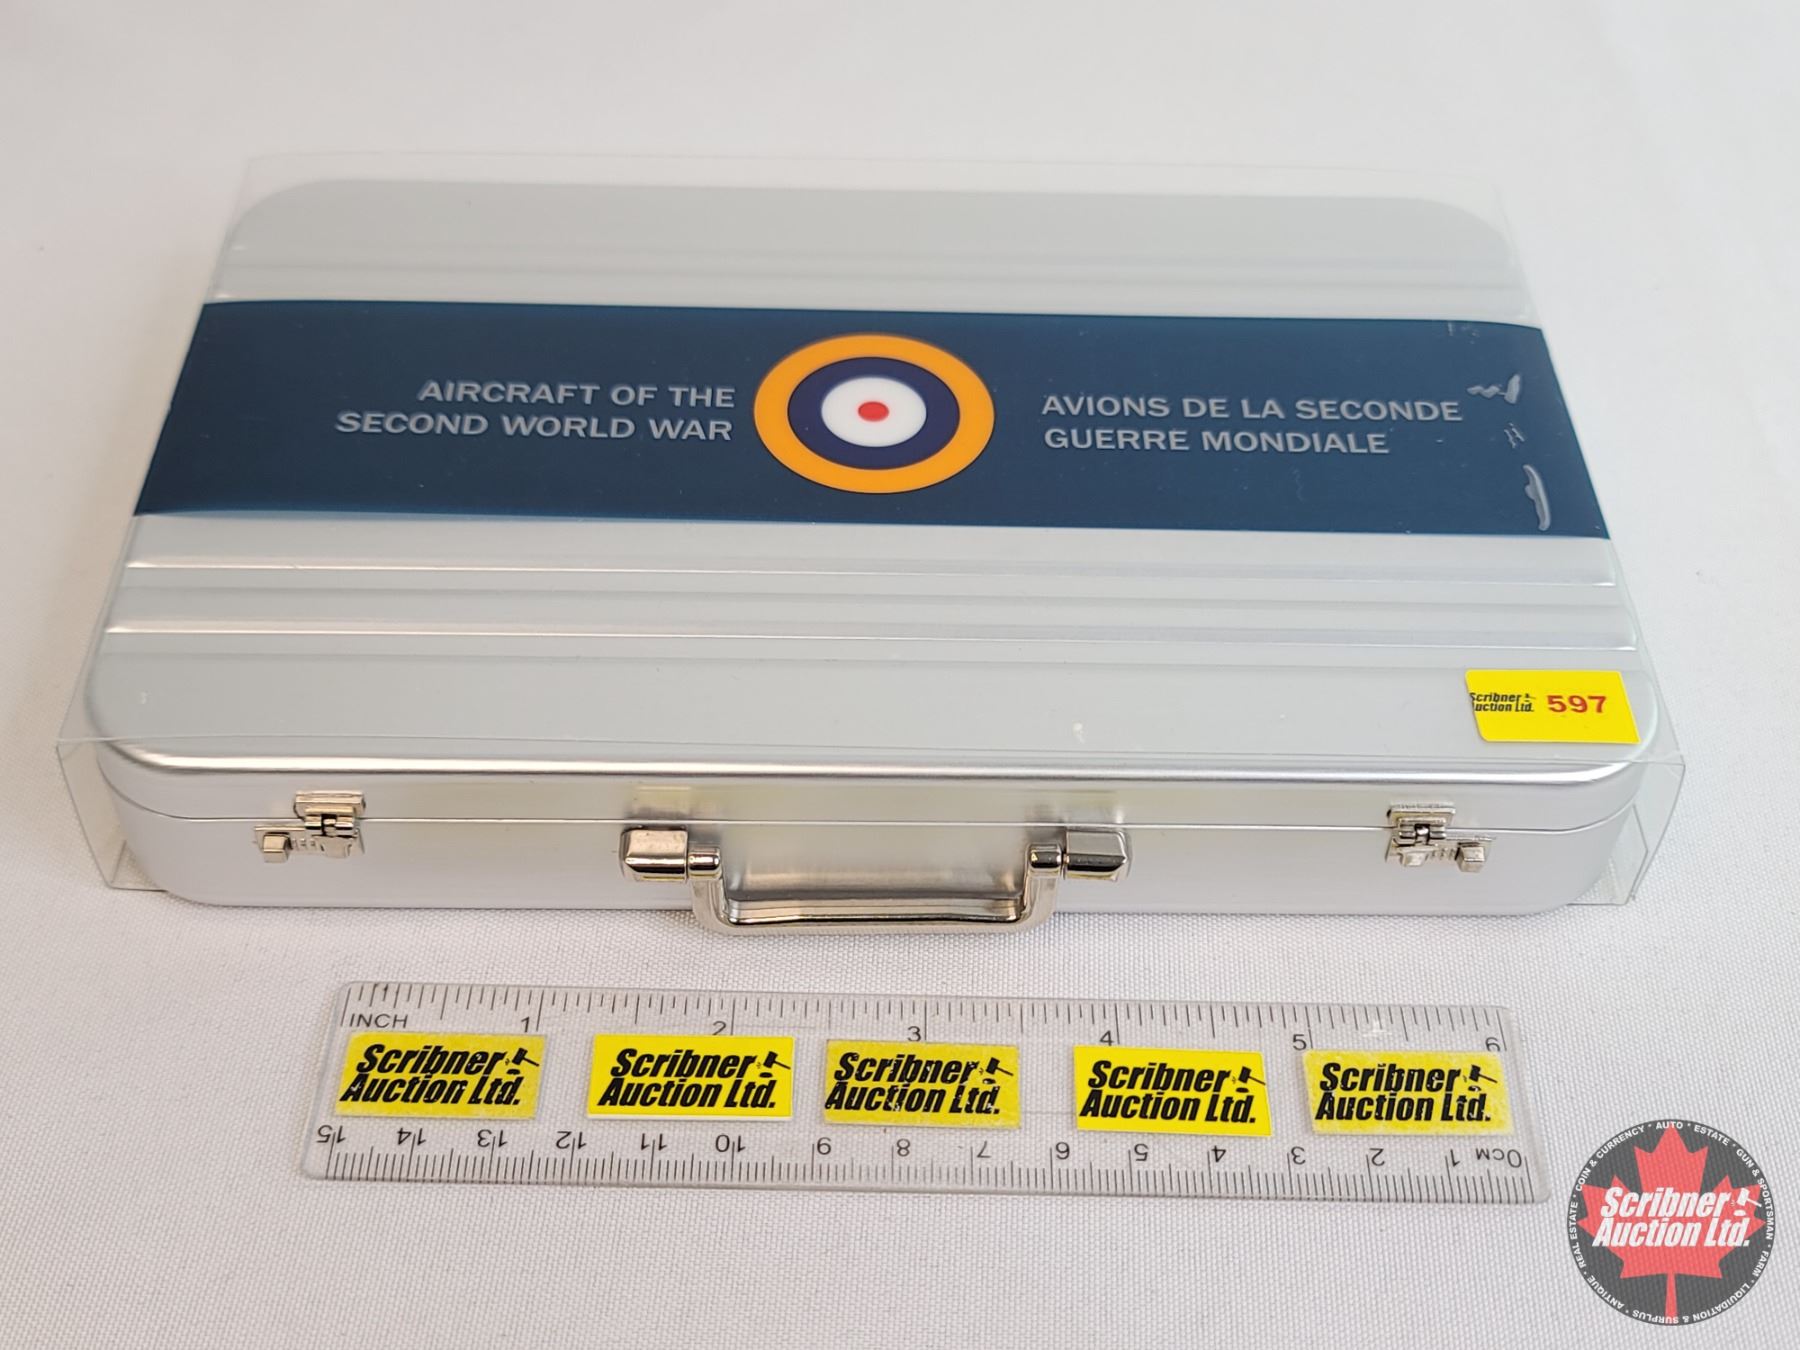 AIRCRAFT OF THE
SECOND WORLD WAR
AVIONS DE LA SECONDE
GUERRE MONDIALE
Scribner
uction Ltd.
597
INCH
1 2 3 4 5 6
Scribner
Auction Ltd.
Scribner
Auction Ltd.
Scribner
Auction Ltd.
Scribner
Auction Ltd.
Scribner
Auction Ltd.
15 14 13 12 11 10 9 8 7 6 5 4 3 2 1 0CM
REAL ESTATE · COIN & CURRENCY · AUTO · ESTATE · GUN & SPORTSMAN · FARM · LIQUIDATION & SURPLUS · ANTIQUE ·
Scribner
Auction Ltd.